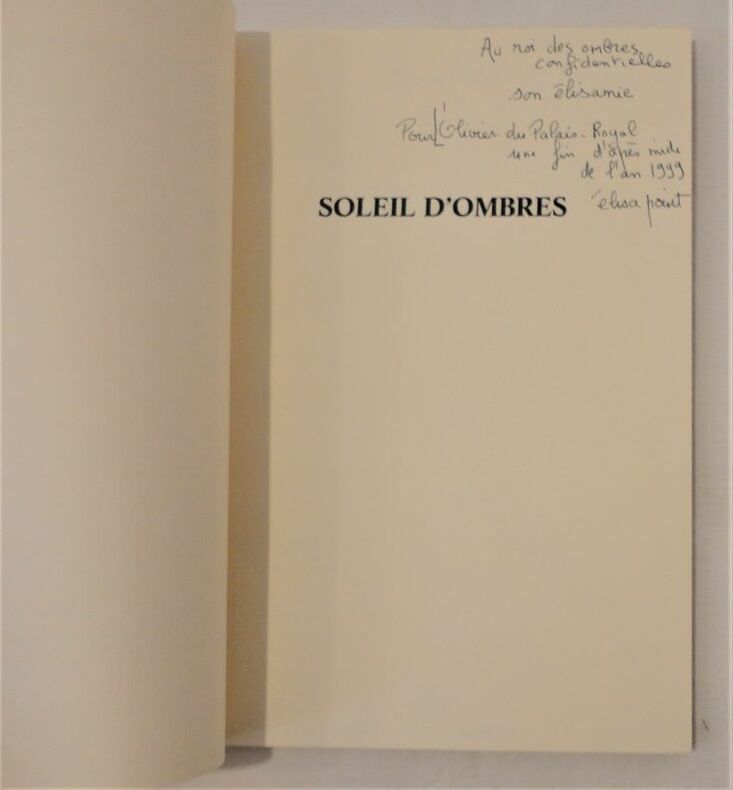 Au roi des ombres
confidentielles
son élisamie
Pour L'Olivier du Palais-Royal
une fin d'après midi
de l'an 1999
élisa point
SOLEIL D'OMBRES